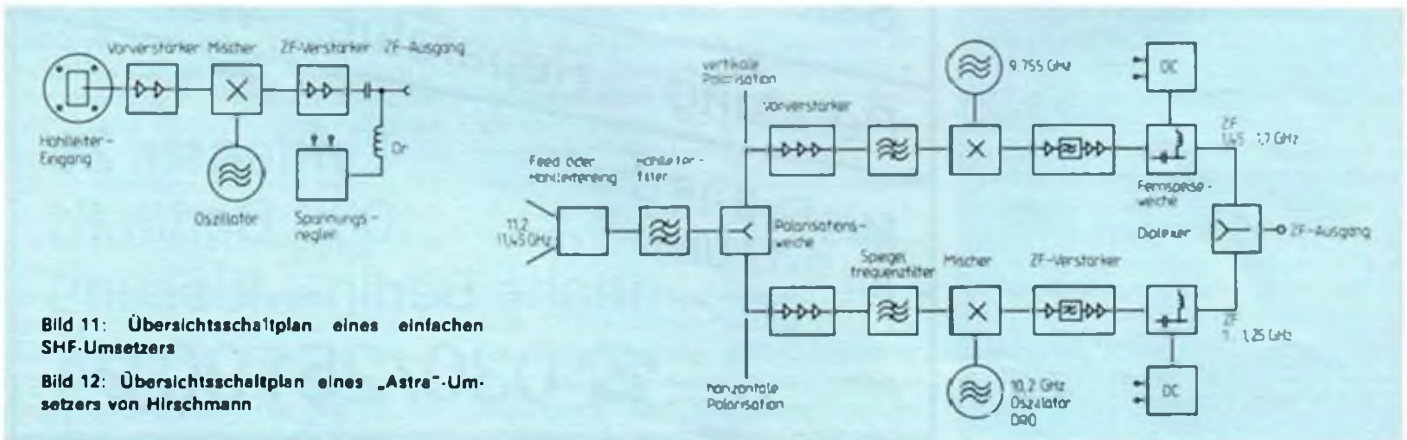 Vorverstärker Mischer ZF-Verstärker ZF-Ausgang
Hohlleiter-
Eingang
Oszillator
Spannungs-
regler
Dr
Bild 11: Übersichtsschaltplan eines einfachen
SHF-Umsetzers
Bild 12: Übersichtsschaltplan eines „Astra“-Um-
setzers von Hirschmann
Feed oder
11,2
11,45 GHz
Hohlleiter-
filter
vertikale
Polarisation
Polarisations-
weiche
horizontale
Polarisation
Vorverstärker
9.755 GHz
DC
ZF
1,45 1,7 GHz
Fernspeise-
weiche
Diplexer
ZF-Ausgang
Spiegel
frequenzfilter
Mischer
ZF-Verstärker
10,2 GHz
Oszillator
DRO
DC
ZF
1 1,25 GHz